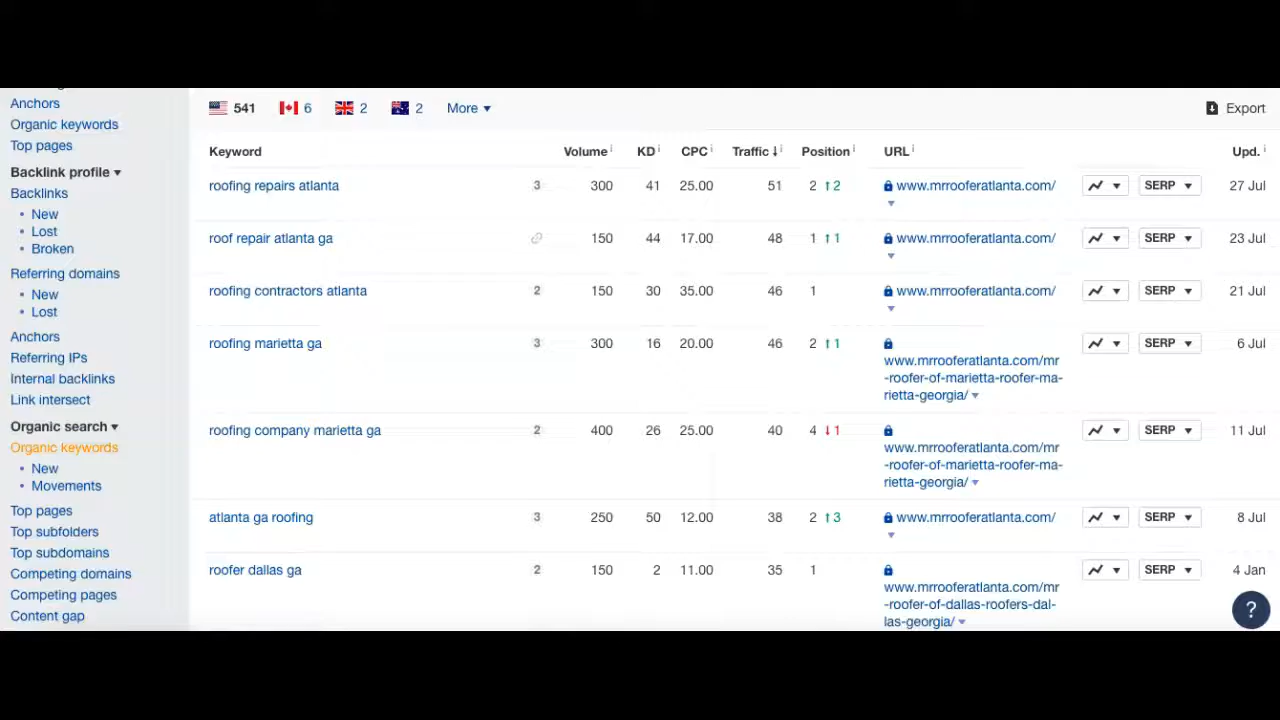 Anchors
Organic keywords
Top pages
Backlink profile
Backlinks
• New
• Lost
• Broken
Referring domains
• New
• Lost
Anchors
Referring IPs
Internal backlinks
Link intersect
Organic search
Organic keywords
• New
• Movements
Top pages
Top subfolders
Top subdomains
Competing domains
Competing pages
Content gap
541 6 2 2 More Export
Keyword Volume i KD i CPC i Traffic ↓ i Position i URL i Upd. i
roofing repairs atlanta 3 300 41 25.00 51 2 ↑2 www.mrrooferatlanta.com/ SERP 27 Jul
roof repair atlanta ga 150 44 17.00 48 1 ↑1 www.mrrooferatlanta.com/ SERP 23 Jul
roofing contractors atlanta 2 150 30 35.00 46 1 www.mrrooferatlanta.com/ SERP 21 Jul
roofing marietta ga 3 300 16 20.00 46 2 ↑1 SERP 6 Jul
www.mrrooferatlanta.com/mr
-roofer-of-marietta-roofer-ma-
rietta-georgia/
roofing company marietta ga 2 400 26 25.00 40 4 ↓1 SERP 11 Jul
www.mrrooferatlanta.com/mr
-roofer-of-marietta-roofer-ma-
rietta-georgia/
atlanta ga roofing 3 250 50 12.00 38 2 ↑3 www.mrrooferatlanta.com/ SERP 8 Jul
roofer dallas ga 2 150 2 11.00 35 1 SERP 4 Jan
www.mrrooferatlanta.com/mr
-roofer-of-dallas-roofers-dal-
las-georgia/
?